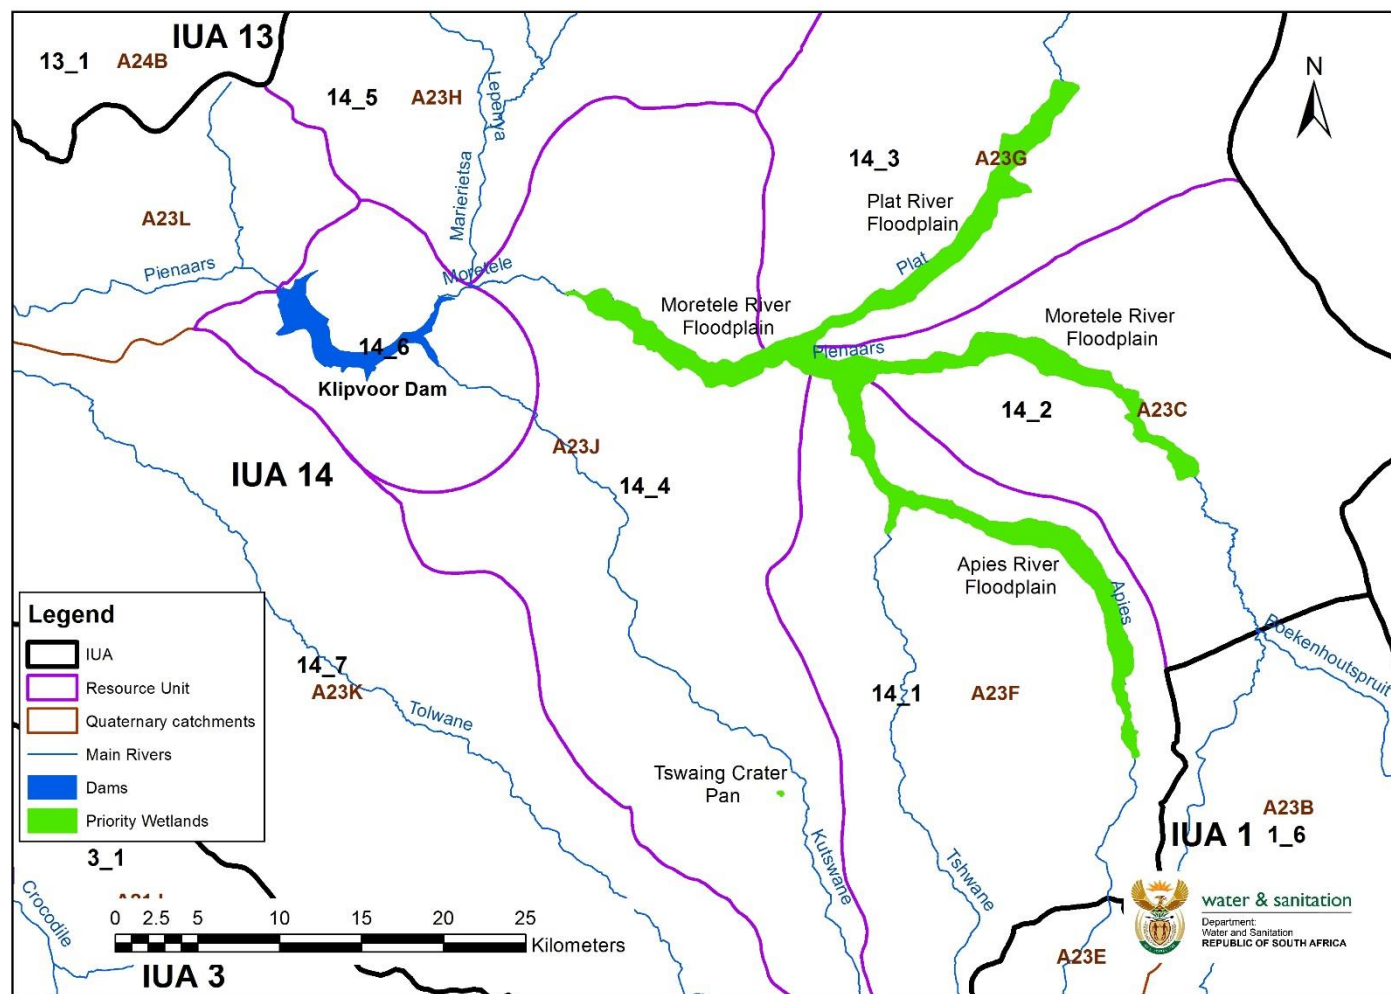 IUA 13
13_1
A24B
14_5
A23H
Leperiya
N
14_3
A23G
Marierietsa
Plat River
Floodplain
A23L
Pienaars
Moretele
Plat
Moretele River
Floodplain
Moretele River
Floodplain
Pienaars
14_6
Klipvoor Dam
14_2
A23C
A23J
IUA 14
14_4
Apies River
Floodplain
Apies
Boekenhoutspruit
Legend
IUA
Resource Unit
Quaternary catchments
Main Rivers
Dams
Priority Wetlands
14_7
A23K
Tolwane
14_1
A23F
Tswaing Crater
Pan
A23B
IUA 1
1_6
3_1
Kutswane
Tshwane
Crocodile
0 2.5 5 10 15 20 25
Kilometers
IUA 3
A23E
water & sanitation
Department:
Water and Sanitation
REPUBLIC OF SOUTH AFRICA